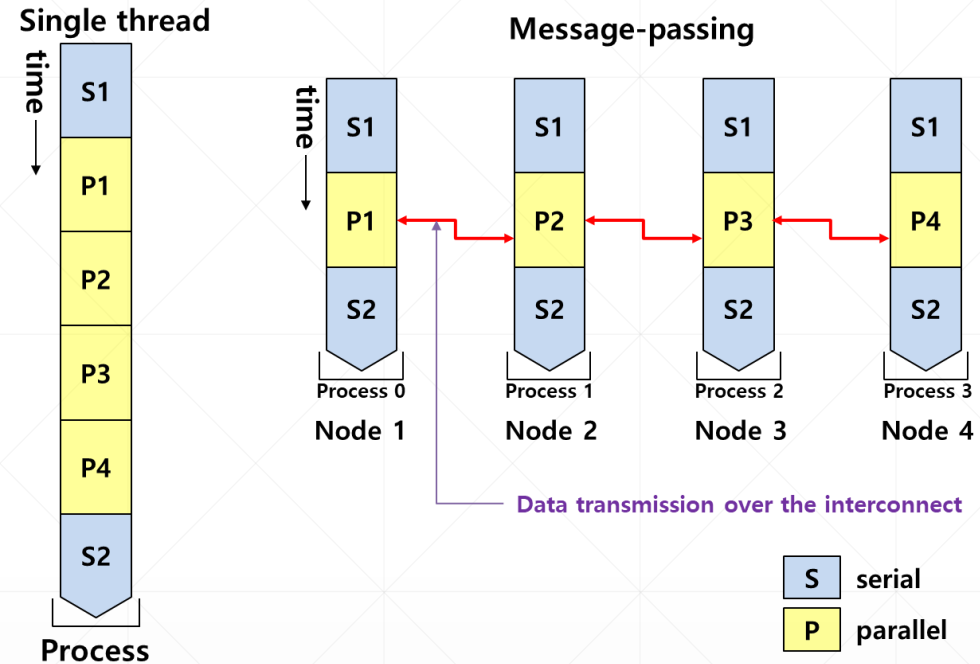 Single thread
time
S1
P1
P2
P3
P4
S2
Process
Message-passing
time
S1
S1
S1
S1
P1
P2
P3
P4
S2
S2
S2
S2
Process 0
Process 1
Process 2
Process 3
Node 1
Node 2
Node 3
Node 4
Data transmission over the interconnect
S serial
P parallel